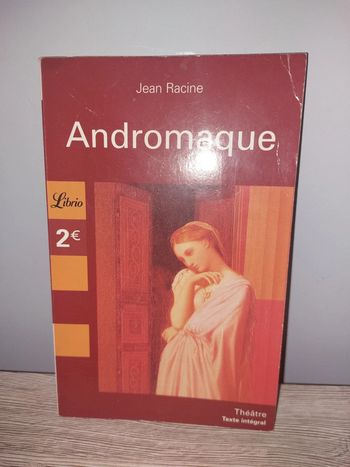 Jean Racine
Andromaque
Librio
2€
Théâtre
Texte intégral